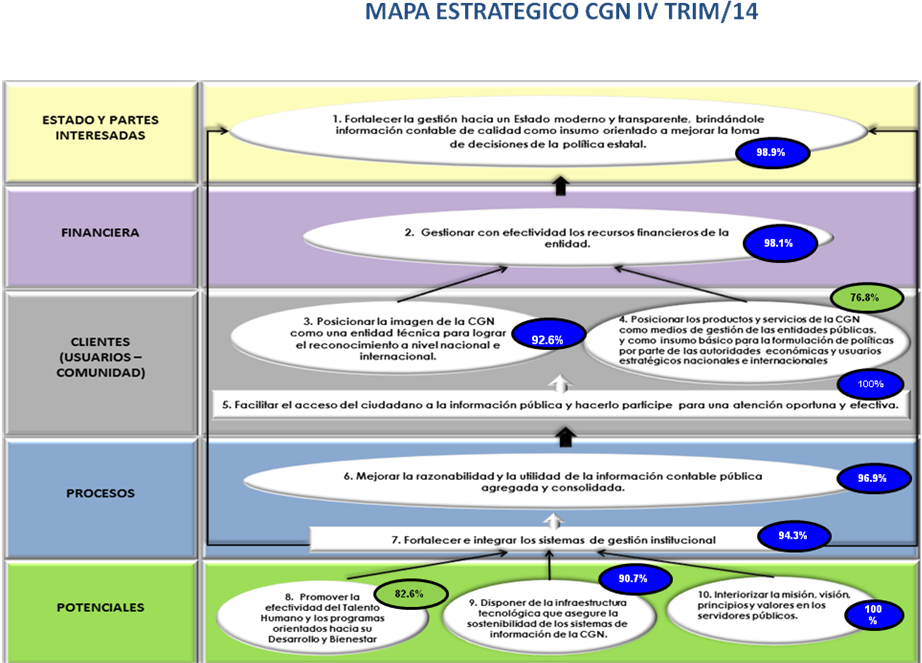 MAPA ESTRATEGICO CGN IV TRIM/14
ESTADO Y PARTES
INTERESADAS
1. Fortalecer la gestión hacia un Estado moderno y transparente, brindándole
información contable de calidad como insumo orientado a mejorar la toma
de decisiones de la política estatal.
98.9%
FINANCIERA
2. Gestionar con efectividad los recursos financieros de la
entidad.
98.1%
CLIENTES
(USUARIOS –
COMUNIDAD)
3. Posicionar la imagen de la CGN
como una entidad técnica para lograr
el reconocimiento a nivel nacional e
internacional.
92.6%
76.8%
4. Posicionar los productos y servicios de la CGN
como medios de gestión de las entidades públicas,
y como insumo básico para la formulación de políticas
por parte de las autoridades económicas y usuarios
estratégicos nacionales e internacionales
100%
5. Facilitar el acceso del ciudadano a la información pública y hacerlo participe para una atención oportuna y efectiva.
PROCESOS
6. Mejorar la razonabilidad y la utilidad de la información contable pública
agregada y consolidada.
96.9%
7. Fortalecer e integrar los sistemas de gestión institucional
94.3%
POTENCIALES
8. Promover la
efectividad del Talento
Humano y los programas
orientados hacia su
Desarrollo y Bienestar
82.6%
9. Disponer de la infraestructura
tecnológica que asegure la
sostenibilidad de los sistemas de
información de la CGN.
90.7%
10. Interiorizar la misión, visión,
principios y valores en los
servidores públicos.
100
%